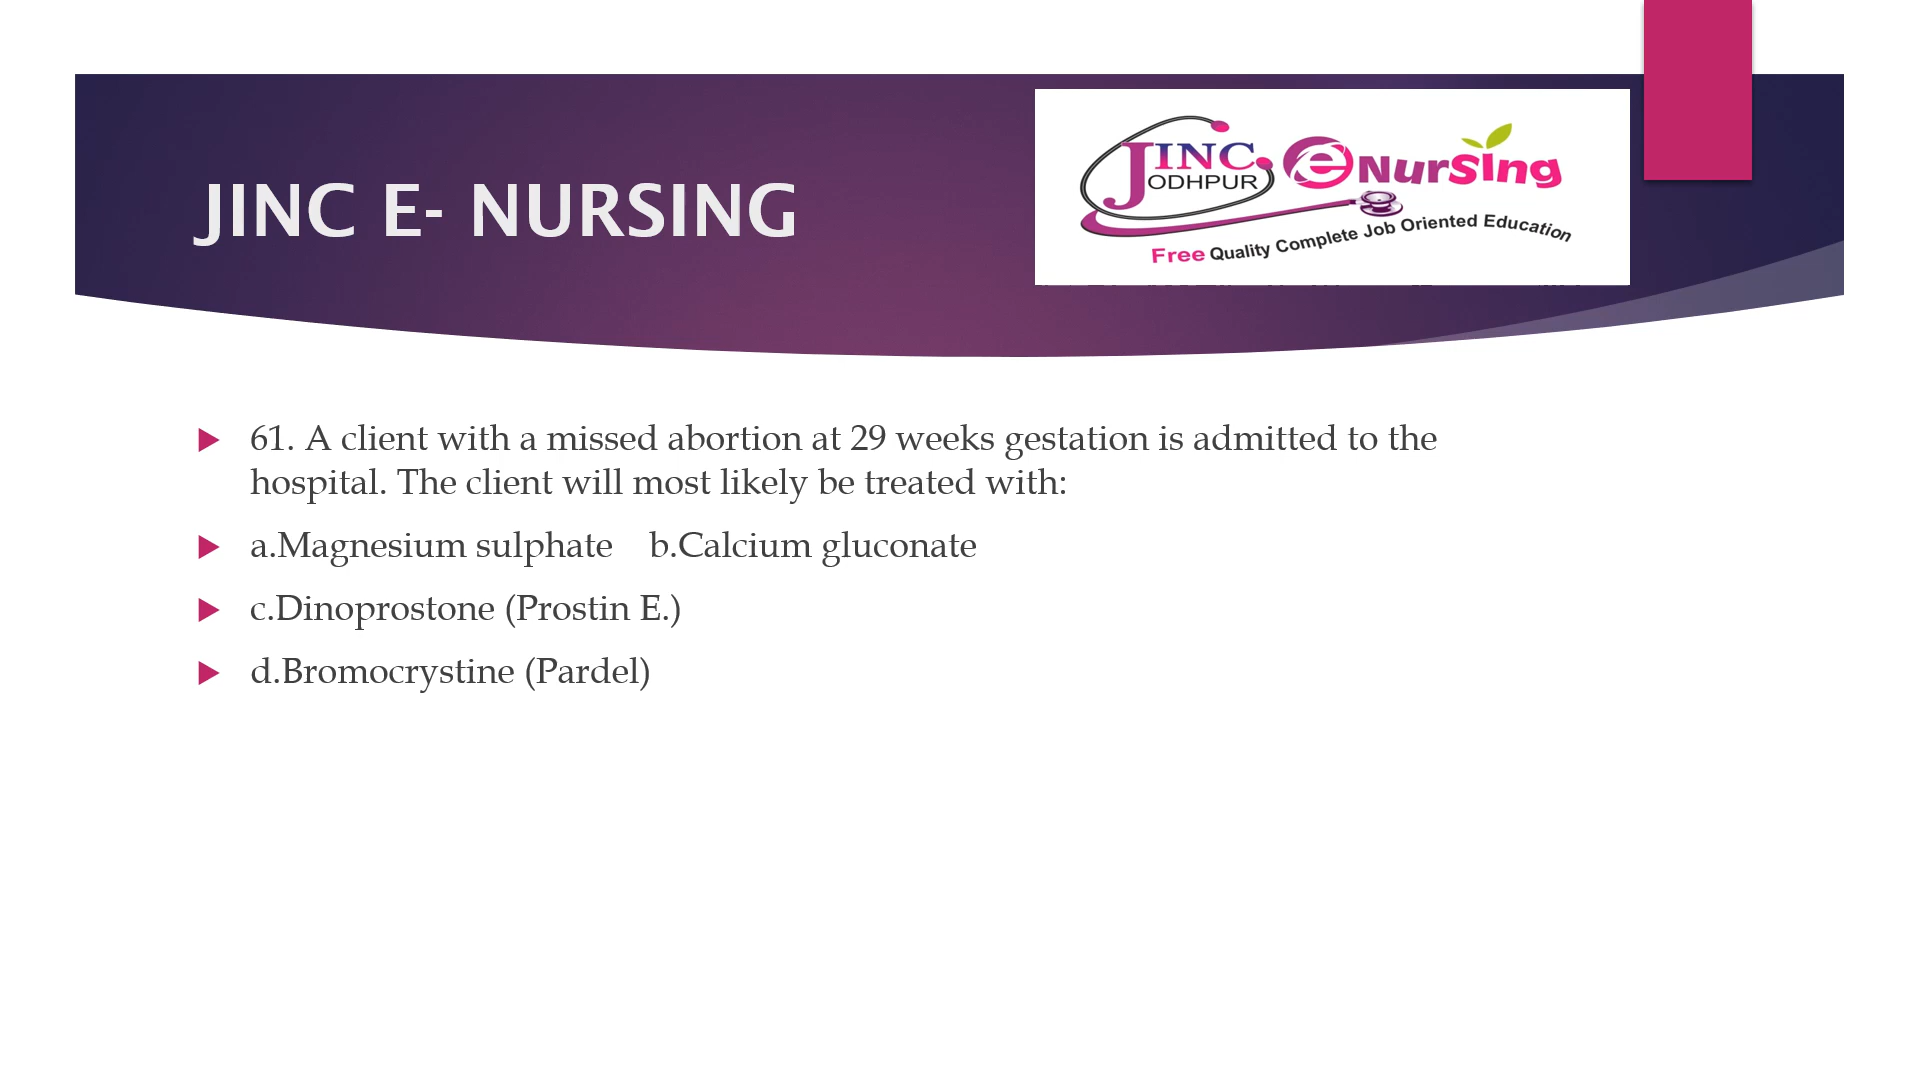 JINC E- NURSING
JINC
ODHPUR
eNursing
Free Quality Complete Job Oriented Education
61. A client with a missed abortion at 29 weeks gestation is admitted to the
hospital. The client will most likely be treated with:
a.Magnesium sulphate    b.Calcium gluconate
c.Dinoprostone (Prostin E.)
d.Bromocrystine (Pardel)